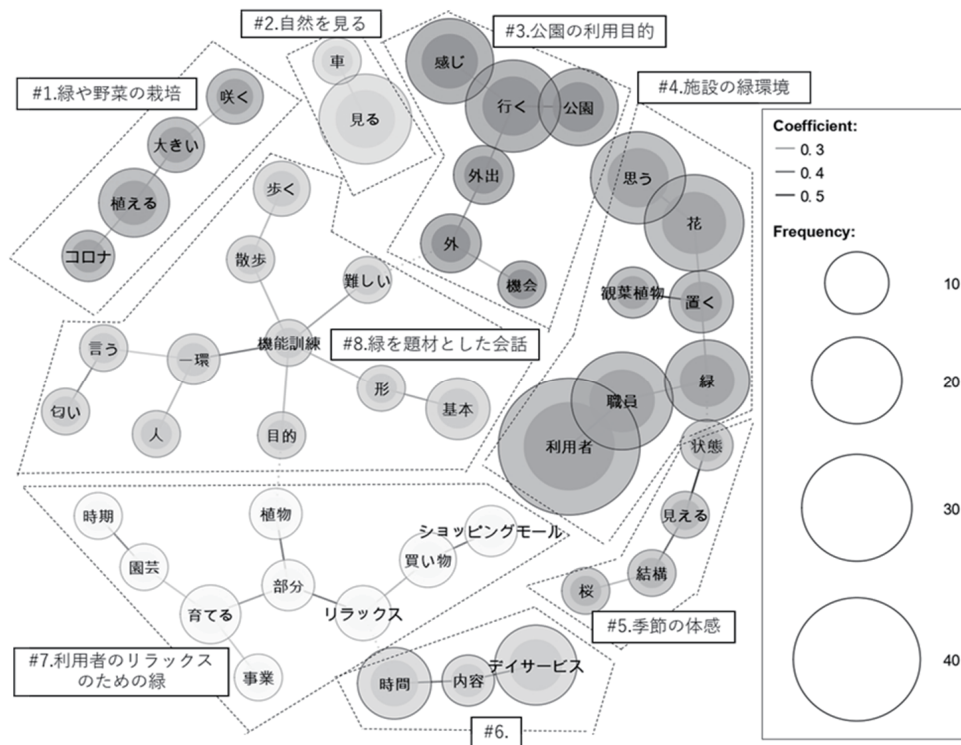 #1.緑や野菜の栽培
咲く
大きい
植える
コロナ
#2.自然を見る
車
見る
#3.公園の利用目的
感じ
行く
公園
外出
外
機会
#4.施設の緑環境
思う
花
観葉植物
置く
緑
職員
利用者
#5.季節の体感
状態
見える
結構
桜
#6.
時間
内容
デイサービス
#7.利用者のリラックス
のための緑
時期
園芸
育てる
事業
植物
部分
リラックス
買い物
ショッピングモール
#8.緑を題材とした会話
歩く
散歩
難しい
機能訓練
言う
一環
匂い
人
目的
形
基本
Coefficient:
0.3
0.4
0.5
Frequency:
10
20
30
40